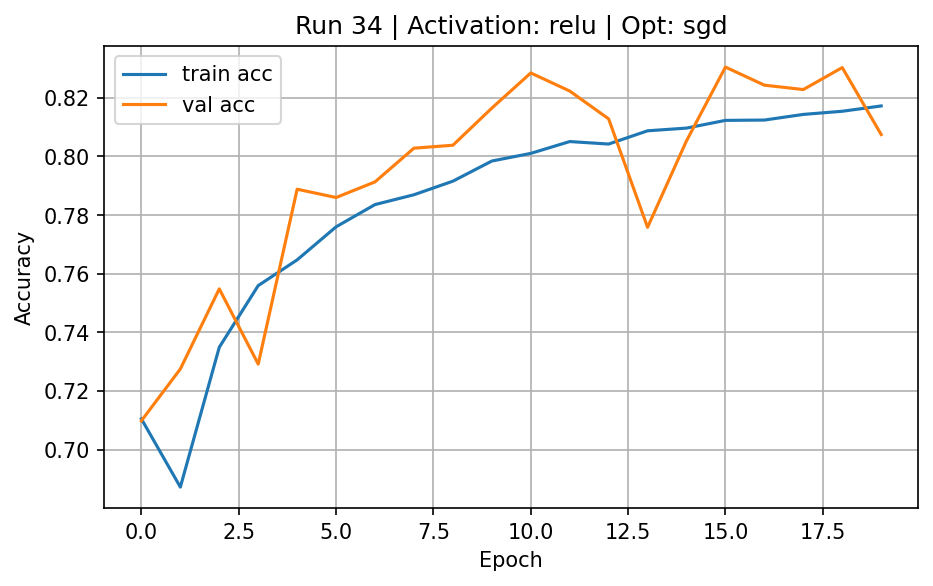 Run 34 | Activation: relu | Opt: sgd
train acc
val acc
Accuracy
0.82
0.80
0.78
0.76
0.74
0.72
0.70
0.0 2.5 5.0 7.5 10.0 12.5 15.0 17.5
Epoch